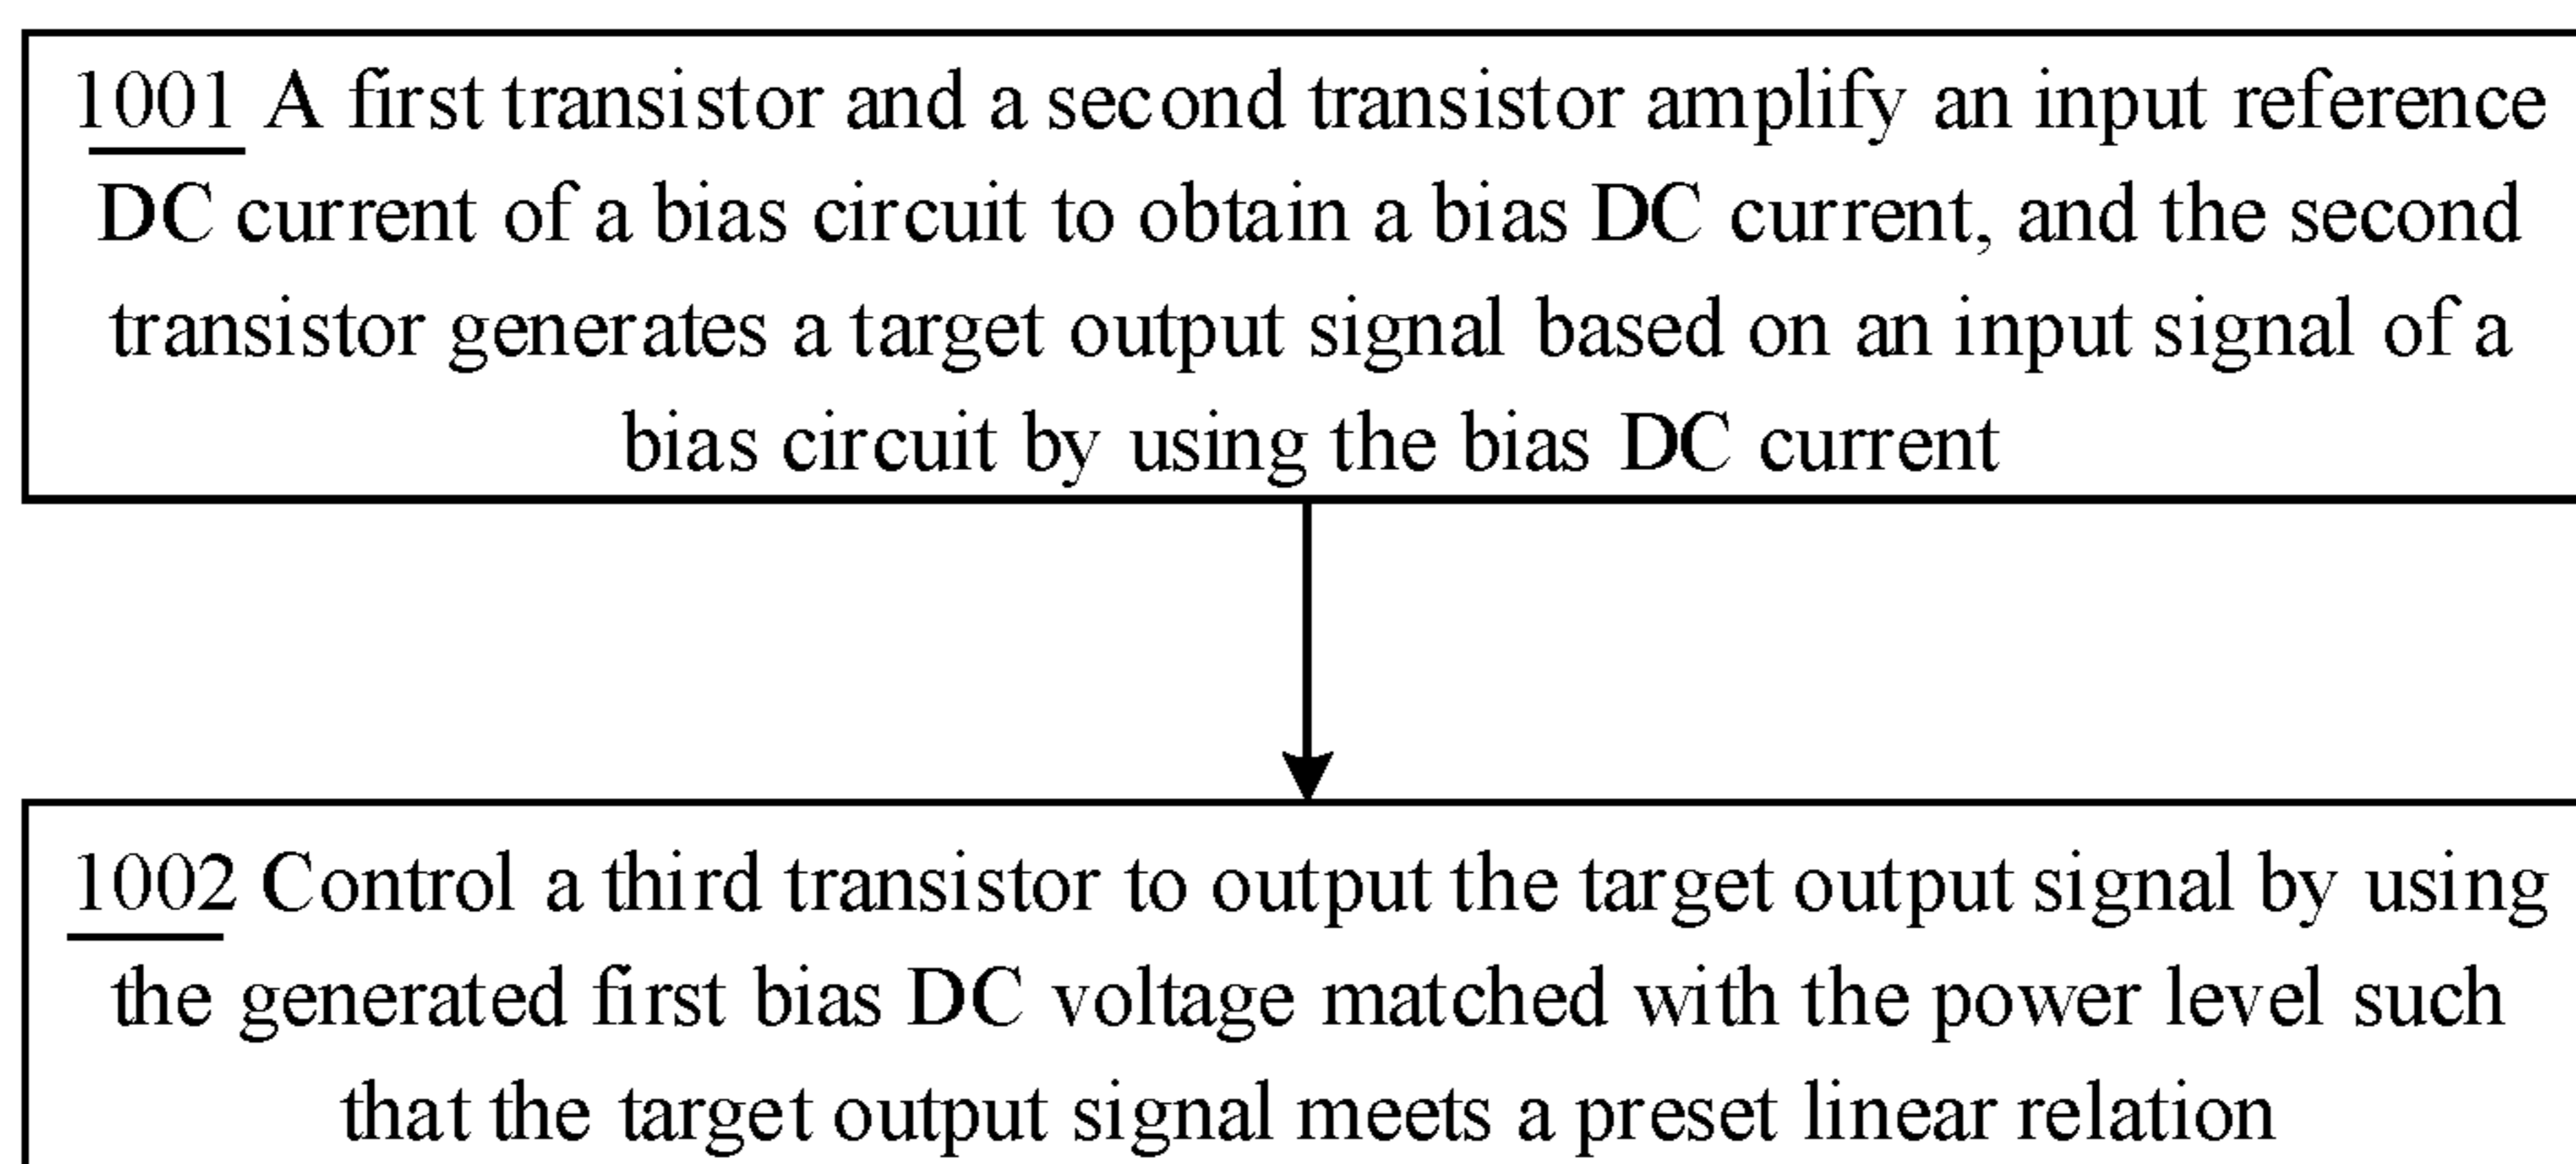 1001 A first transistor and a second transistor amplify an input reference
DC current of a bias circuit to obtain a bias DC current, and the second
transistor generates a target output signal based on an input signal of a
bias circuit by using the bias DC current
1002 Control a third transistor to output the target output signal by using
the generated first bias DC voltage matched with the power level such
that the target output signal meets a preset linear relation